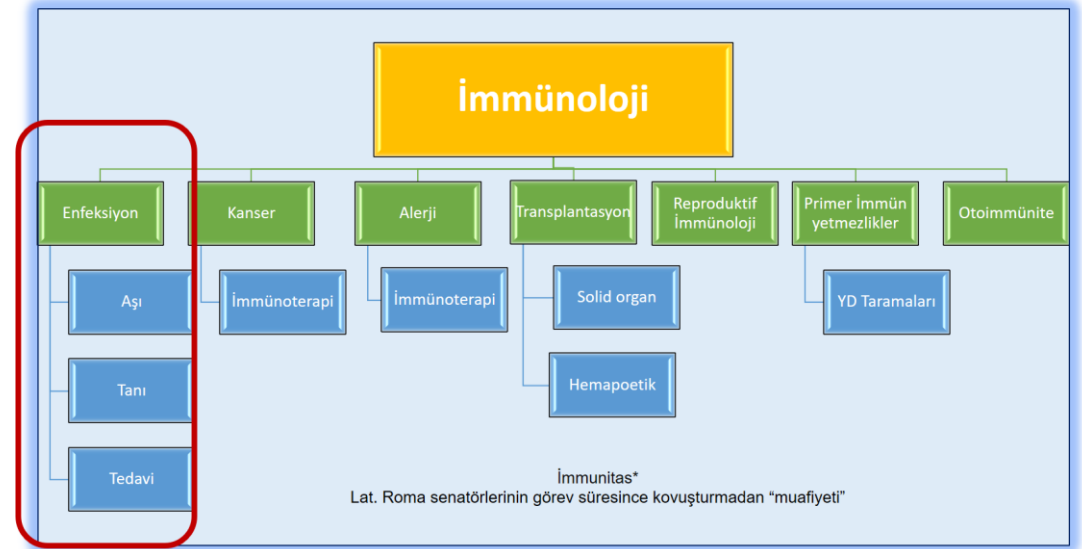 İmmünoloji
Enfeksiyon
Kanser
Alerji
Transplantasyon
Reproduktif
İmmünoloji
Primer İmmün
yetmezlikler
Otoimmünite
Aşı
İmmünoterapi
İmmünoterapi
Solid organ
YD Taramaları
Tanı
Hemapoetik
Tedavi
İmmunitas*
Lat. Roma senatörlerinin görev süresince kovuşturmadan “muafiyeti”